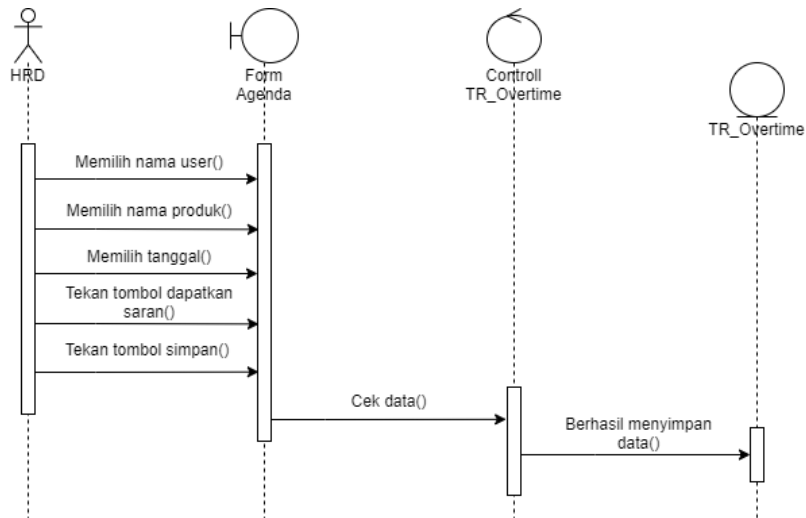 HRD
Form
Agenda
Controll
TR_Overtime
TR_Overtime
Memilih nama user()
Memilih nama produk()
Memilih tanggal()
Tekan tombol dapatkan
saran()
Tekan tombol simpan()
Cek data()
Berhasil menyimpan
data()